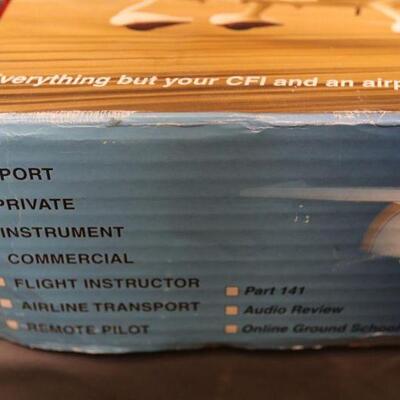 Everything but your CFI and an airp
PORT
PRIVATE
INSTRUMENT
COMMERCIAL
FLIGHT INSTRUCTOR
AIRLINE TRANSPORT
REMOTE PILOT
Part 141
Audio Review
Online Ground School